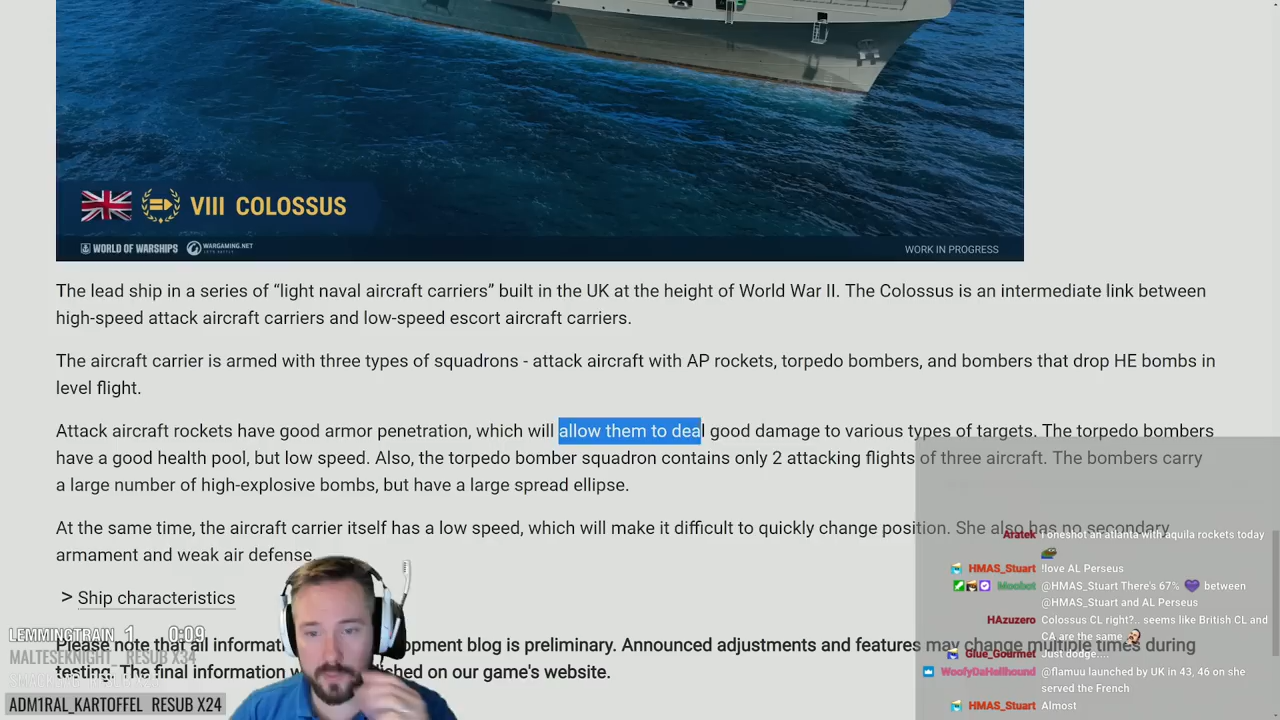 VIII COLOSSUS
WORLD OF WARSHIPS
WARGAMING.NET
WORK IN PROGRESS
The lead ship in a series of “light naval aircraft carriers” built in the UK at the height of World War II. The Colossus is an intermediate link between
high-speed attack aircraft carriers and low-speed escort aircraft carriers.
The aircraft carrier is armed with three types of squadrons - attack aircraft with AP rockets, torpedo bombers, and bombers that drop HE bombs in
level flight.
Attack aircraft rockets have good armor penetration, which will allow them to deal good damage to various types of targets. The torpedo bombers
have a good health pool, but low speed. Also, the torpedo bomber squadron contains only 2 attacking flights of three aircraft. The bombers carry
a large number of high-explosive bombs, but have a large spread ellipse.
At the same time, the aircraft carrier itself has a low speed, which will make it difficult to quickly change position. She also has no secondary
armament and weak air defense.
> Ship characteristics
Please note that all informati opment blog is preliminary. Announced adjustments and features may change multiple times during
testing. The final information w shed on our game's website.
LEMMINGTRAIN 1 0:09
MALTESEKNIGHT RESUB X34
ADM1RAL_KARTOFFEL RESUB X24
Aratek I oneshot an atlanta with aquila rockets today
HMAS_Stuart !love AL Perseus
Moobot @HMAS_Stuart There's 67% between
@HMAS_Stuart and AL Perseus
HAzuzero Colossus CL right?.. seems like British CL and
CA are the same
Glue_Gourmet Just dodge....
WoofyDaHellhound @flamuu launched by UK in 43, 46 on she
served the French
HMAS_Stuart Almost